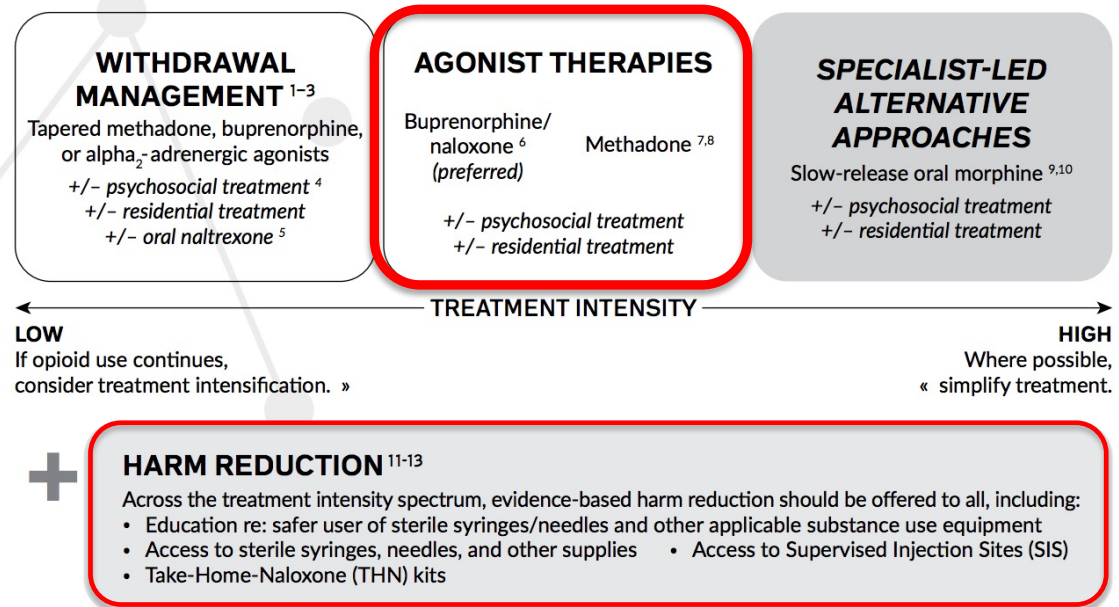 WITHDRAWAL
MANAGEMENT 1–3
Tapered methadone, buprenorphine,
or alpha2-adrenergic agonists
+/– psychosocial treatment 4
+/– residential treatment
+/– oral naltrexone 5
AGONIST THERAPIES
Buprenorphine/
naloxone 6
(preferred)
Methadone 7,8
+/– psychosocial treatment
+/– residential treatment
SPECIALIST-LED
ALTERNATIVE
APPROACHES
Slow-release oral morphine 9,10
+/– psychosocial treatment
+/– residential treatment
TREATMENT INTENSITY
LOW
If opioid use continues,
consider treatment intensification. »
HIGH
Where possible,
« simplify treatment.
+
HARM REDUCTION 11-13
Across the treatment intensity spectrum, evidence-based harm reduction should be offered to all, including:
• Education re: safer user of sterile syringes/needles and other applicable substance use equipment
• Access to sterile syringes, needles, and other supplies • Access to Supervised Injection Sites (SIS)
• Take-Home-Naloxone (THN) kits